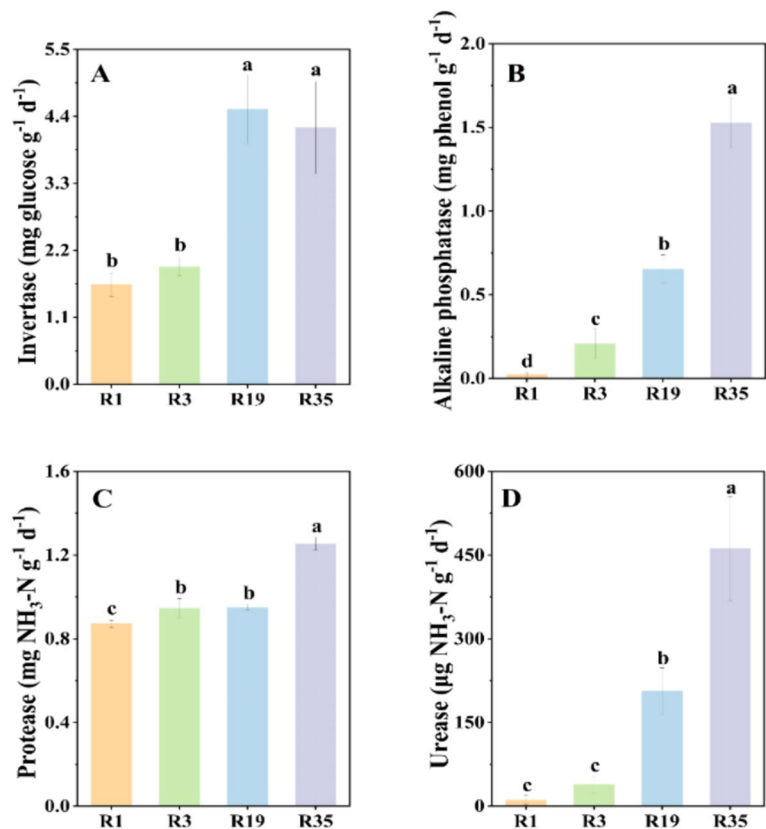 A
Invertase (mg glucose g⁻¹ d⁻¹)
5.5
4.4
3.3
2.2
1.1
0.0
b
b
a
a
R1 R3 R19 R35
B
Alkaline phosphatase (mg phenol g⁻¹ d⁻¹)
2.0
1.5
1.0
0.5
0.0
d
c
b
a
R1 R3 R19 R35
C
Protease (mg NH₃-N g⁻¹ d⁻¹)
1.6
1.2
0.8
0.4
0.0
c
b
b
a
R1 R3 R19 R35
D
Urease (μg NH₃-N g⁻¹ d⁻¹)
600
450
300
150
0
c
c
b
a
R1 R3 R19 R35